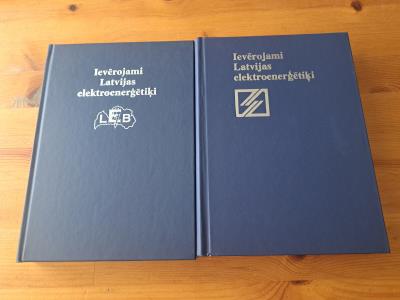 Ievērojami
Latvijas
elektroenerģētiķi
LEB
Ievērojami
Latvijas
elektroenerģētiķi